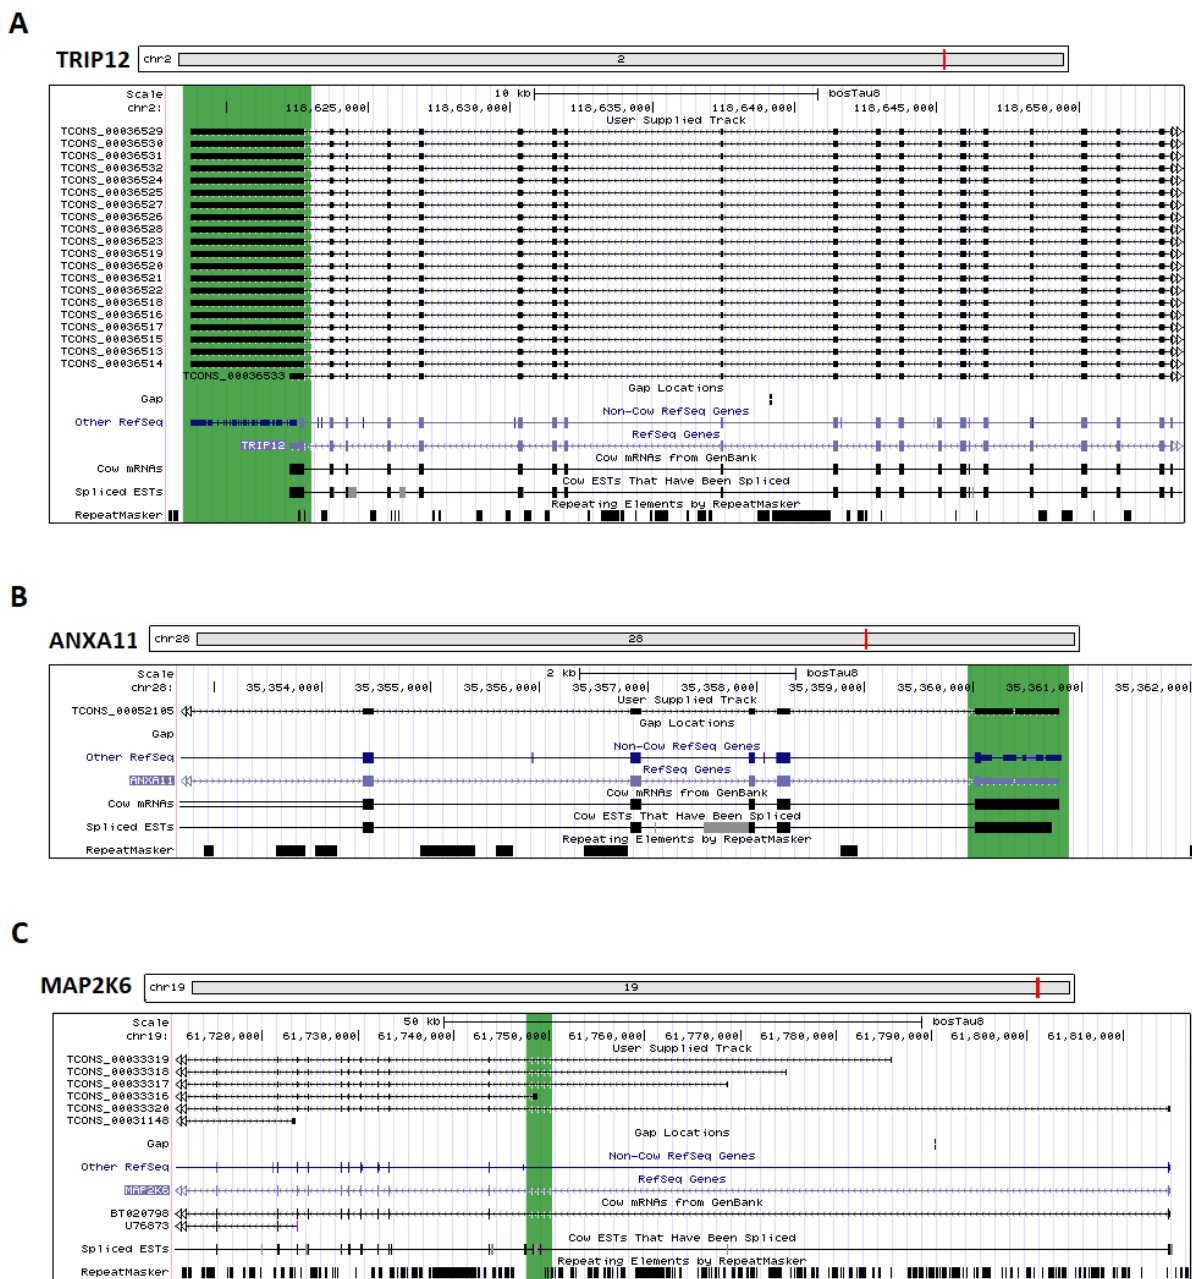 A
TRIP12 chr2 2
Scale 10 kb bosTau8
chr2: 118,625,000 118,630,000 118,635,000 118,640,000 118,645,000 118,650,000
User Supplied Track
TCONS_00036529
TCONS_00036530
TCONS_00036531
TCONS_00036532
TCONS_00036524
TCONS_00036525
TCONS_00036527
TCONS_00036526
TCONS_00036528
TCONS_00036523
TCONS_00036519
TCONS_00036520
TCONS_00036521
TCONS_00036522
TCONS_00036518
TCONS_00036516
TCONS_00036517
TCONS_00036515
TCONS_00036513
TCONS_00036514
TCONS_00036533
Gap Locations
Gap
Non-Cow RefSeq Genes
Other RefSeq
RefSeq Genes
TRIP12
Cow mRNAs from GenBank
Cow mRNAs
Cow ESTs That Have Been Spliced
Spliced ESTs
Repeating Elements by RepeatMasker
RepeatMasker
B
ANXA11 chr28 28
Scale 2 kb bosTau8
chr28: 35,354,000 35,355,000 35,356,000 35,357,000 35,358,000 35,359,000 35,360,000 35,361,000 35,362,000
User Supplied Track
TCONS_00052105
Gap Locations
Gap
Non-Cow RefSeq Genes
Other RefSeq
RefSeq Genes
ANXA11
Cow mRNAs from GenBank
Cow mRNAs
Cow ESTs That Have Been Spliced
Spliced ESTs
Repeating Elements by RepeatMasker
RepeatMasker
C
MAP2K6 chr19 19
Scale 50 kb bosTau8
chr19: 61,720,000 61,730,000 61,740,000 61,750,000 61,760,000 61,770,000 61,780,000 61,790,000 61,800,000 61,810,000
User Supplied Track
TCONS_00033319
TCONS_00033318
TCONS_00033317
TCONS_00033316
TCONS_00033320
TCONS_00031148
Gap Locations
Gap
Non-Cow RefSeq Genes
Other RefSeq
RefSeq Genes
MAP2K6
Cow mRNAs from GenBank
BT020798
U76873
Cow ESTs That Have Been Spliced
Spliced ESTs
Repeating Elements by RepeatMasker
RepeatMasker